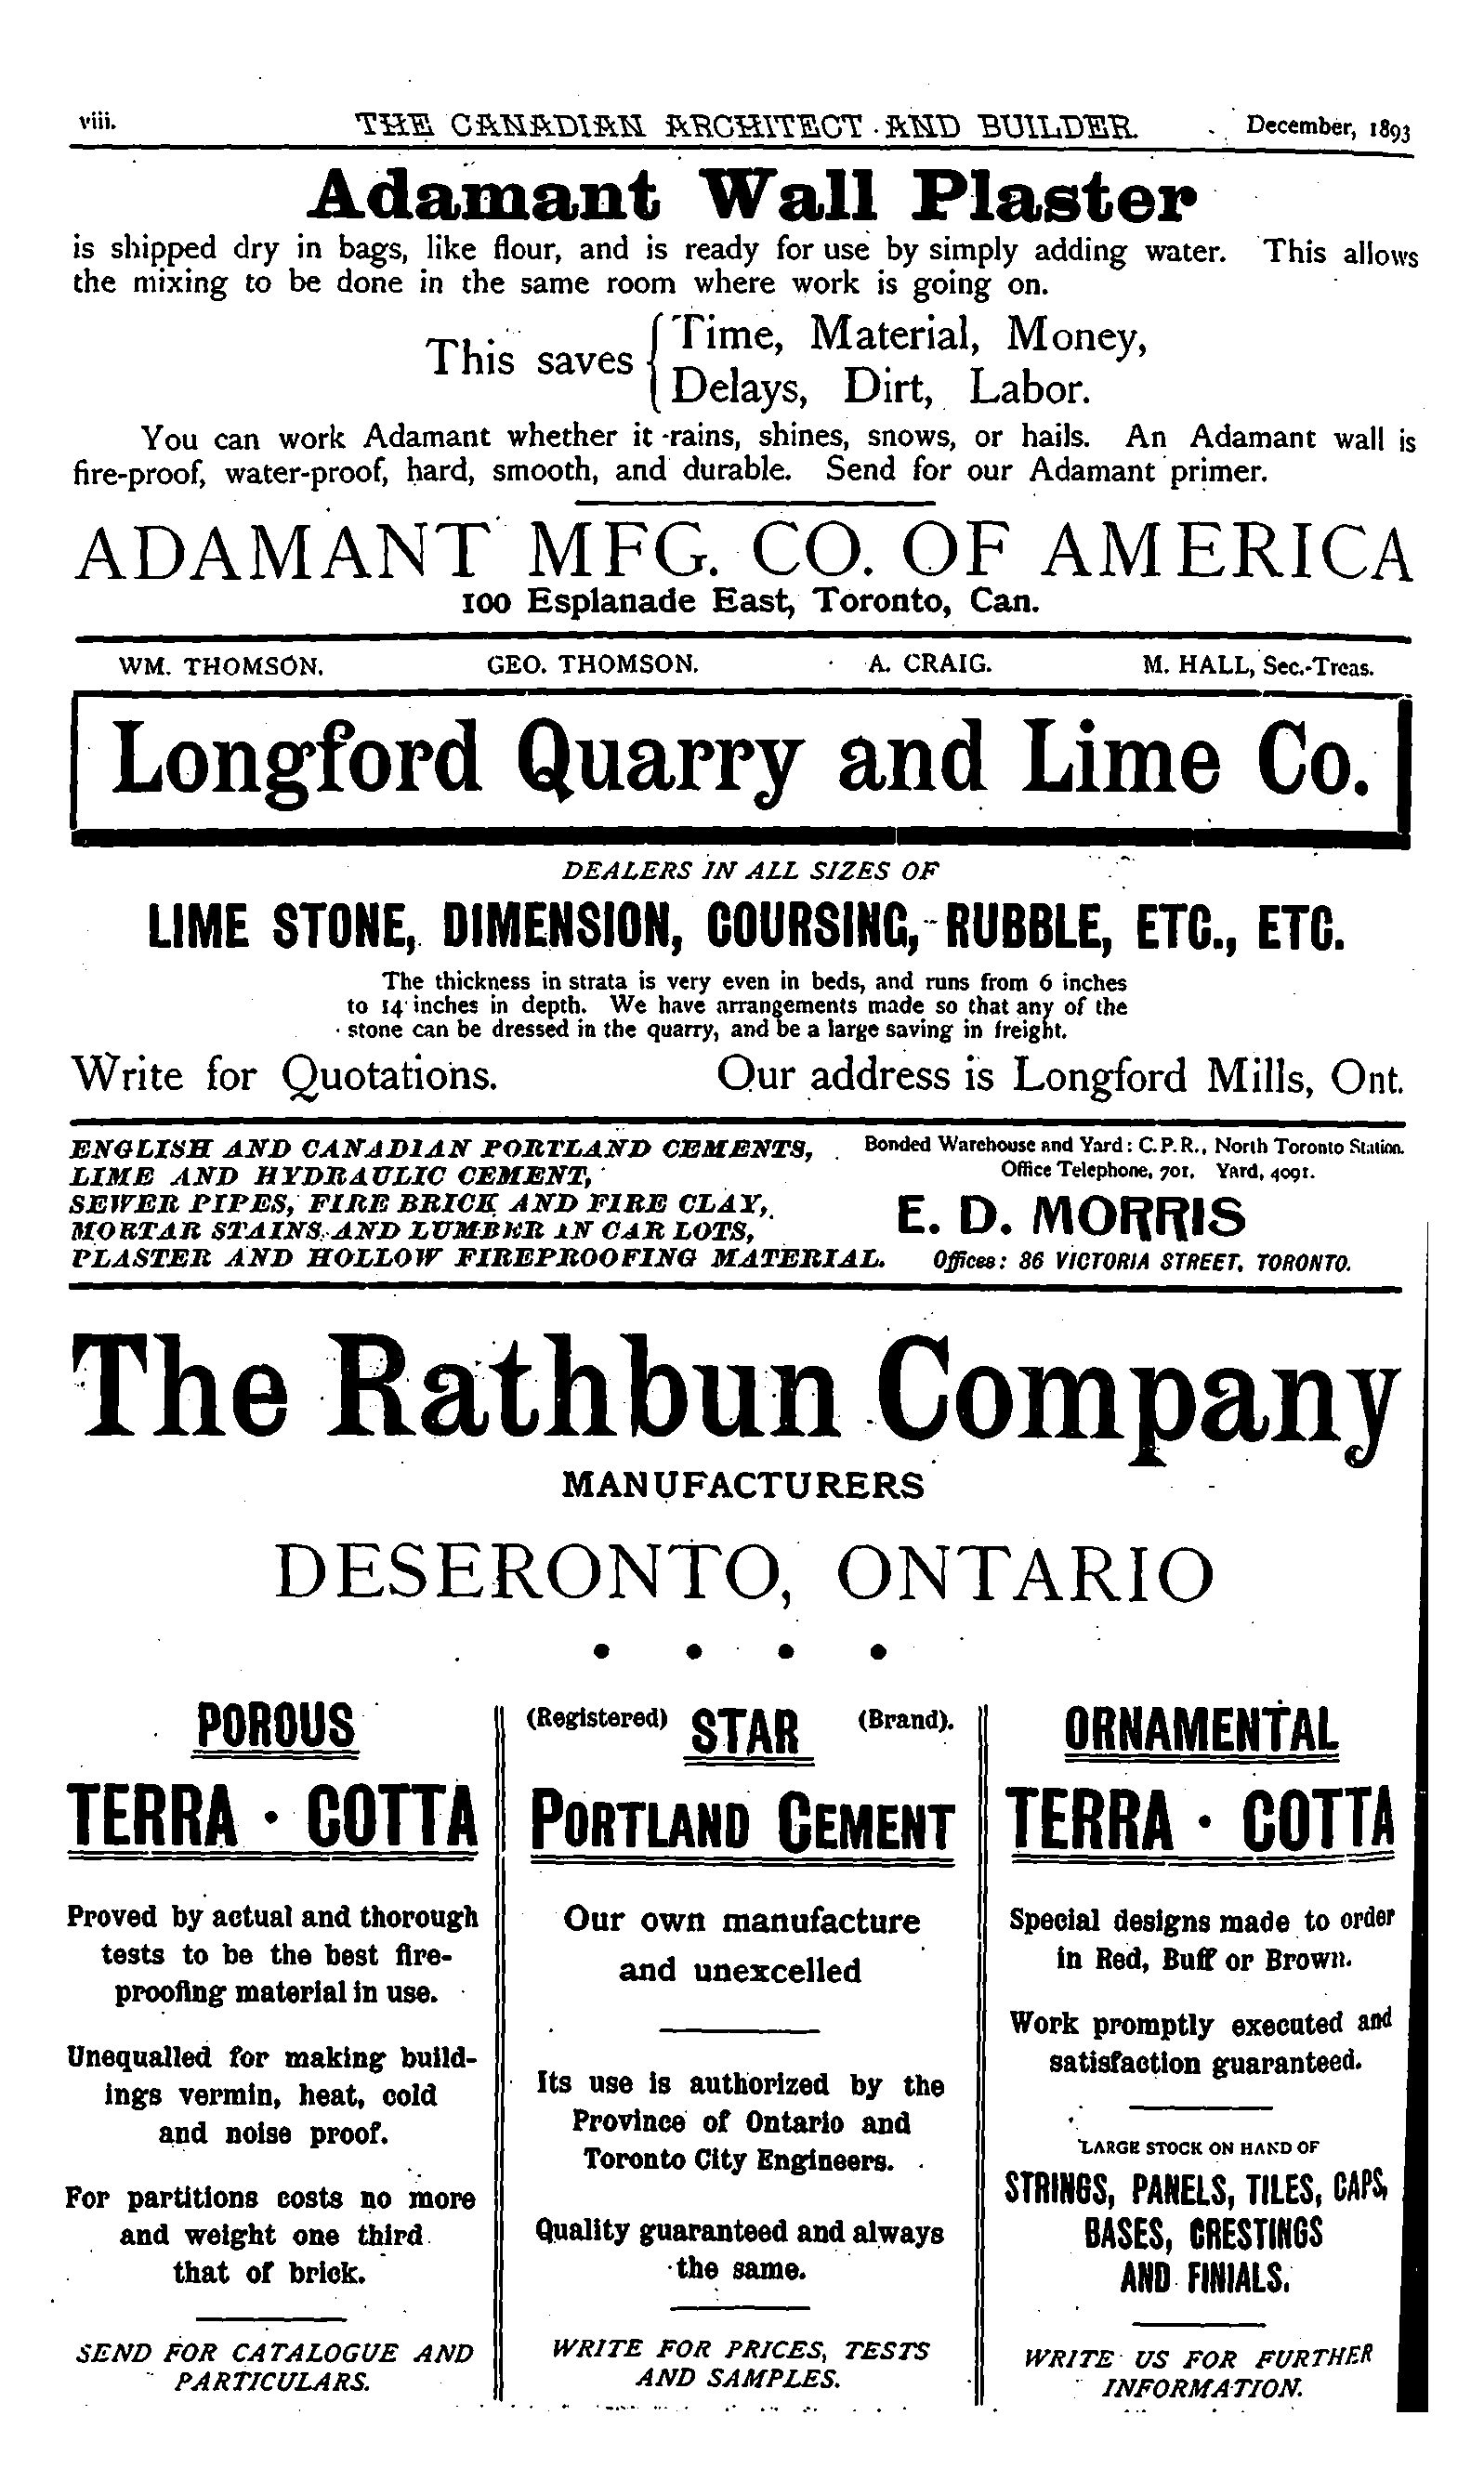 viii. THE CANADIAN ARCHITECT AND BUILDER. December, 1893
Adamant Wall Plaster
is shipped dry in bags, like flour, and is ready for use by simply adding water. This allows
the mixing to be done in the same room where work is going on.
This saves { Time, Material, Money,
Delays, Dirt, Labor.
You can work Adamant whether it rains, shines, snows, or hails. An Adamant wall is
fire-proof, water-proof, hard, smooth, and durable. Send for our Adamant primer.
ADAMANT MFG. CO. OF AMERICA
100 Esplanade East, Toronto, Can.
WM. THOMSON. GEO. THOMSON. A. CRAIG. M. HALL, Sec.-Treas.
Longford Quarry and Lime Co.
DEALERS IN ALL SIZES OF
LIME STONE, DIMENSION, COURSING, RUBBLE, ETC., ETC.
The thickness in strata is very even in beds, and runs from 6 inches
to 14 inches in depth. We have arrangements made so that any of the
stone can be dressed in the quarry, and be a large saving in freight.
Write for Quotations. Our address is Longford Mills, Ont.
ENGLISH AND CANADIAN PORTLAND CEMENTS,
LIME AND HYDRAULIC CEMENT,
SEWER PIPES, FIRE BRICK AND FIRE CLAY,
MORTAR STAINS, AND LUMBER IN CAR LOTS,
PLASTER AND HOLLOW FIREPROOFING MATERIAL.
Bonded Warehouse and Yard: C.P.R., North Toronto Station.
Office Telephone, 701. Yard, 4091.
E. D. MORRIS
Offices: 86 VICTORIA STREET, TORONTO.
The Rathbun Company
MANUFACTURERS
DESERONTO, ONTARIO
POROUS
TERRA · COTTA
Proved by actual and thorough
tests to be the best fire-
proofing material in use.
Unequalled for making build-
ings vermin, heat, cold
and noise proof.
For partitions costs no more
and weight one third
that of brick.
SEND FOR CATALOGUE AND
PARTICULARS.
(Registered) STAR (Brand).
PORTLAND CEMENT
Our own manufacture
and unexcelled
Its use is authorized by the
Province of Ontario and
Toronto City Engineers.
Quality guaranteed and always
the same.
WRITE FOR PRICES, TESTS
AND SAMPLES.
ORNAMENTAL
TERRA · COTTA
Special designs made to order
in Red, Buff or Brown.
Work promptly executed and
satisfaction guaranteed.
LARGE STOCK ON HAND OF
STRINGS, PANELS, TILES, CAPS,
BASES, CRESTINGS
AND FINIALS.
WRITE US FOR FURTHER
INFORMATION.